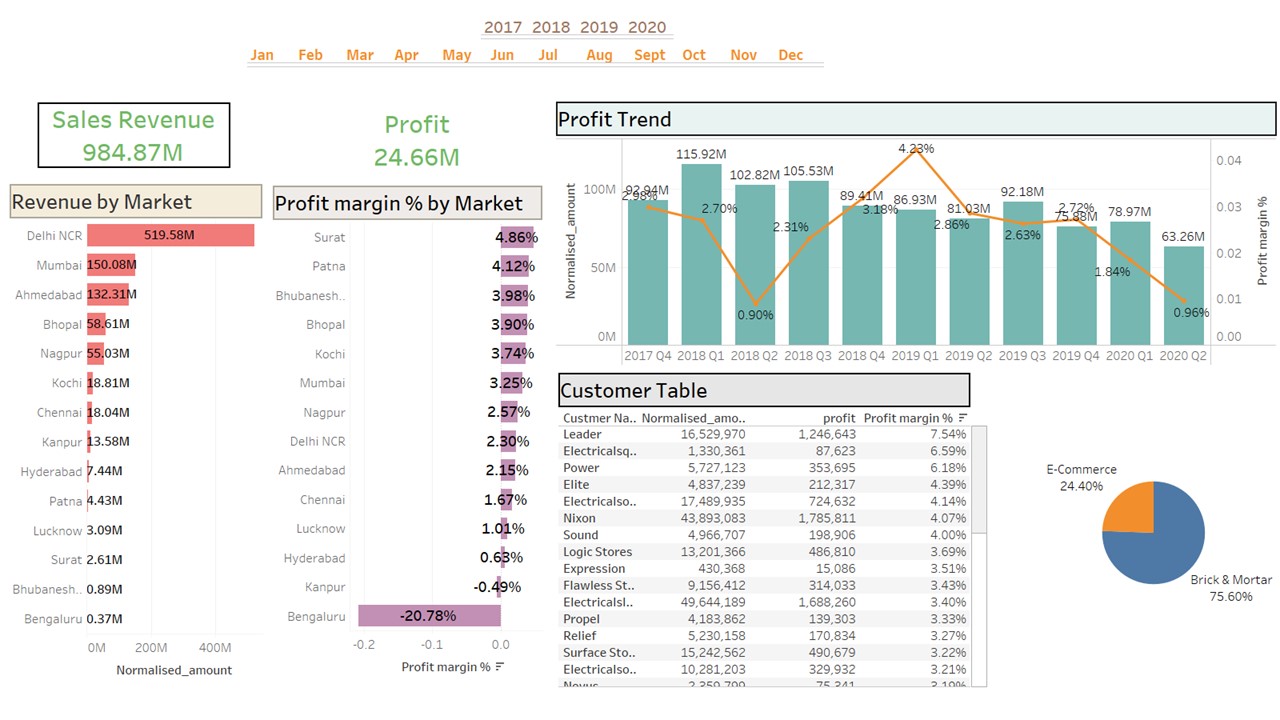 2017 2018 2019 2020
Jan Feb Mar Apr May Jun Jul Aug Sept Oct Nov Dec
Sales Revenue
984.87M
Profit
24.66M
Revenue by Market
Delhi NCR 519.58M
Mumbai 150.08M
Ahmedabad 132.31M
Bhopal 58.61M
Nagpur 55.03M
Kochi 18.81M
Chennai 18.04M
Kanpur 13.58M
Hyderabad 7.44M
Patna 4.43M
Lucknow 3.09M
Surat 2.61M
Bhubanesh.. 0.89M
Bengaluru 0.37M
0M 200M 400M
Normalised_amount
Profit margin % by Market
Surat 4.86%
Patna 4.12%
Bhubanesh.. 3.98%
Bhopal 3.90%
Kochi 3.74%
Mumbai 3.25%
Nagpur 2.57%
Delhi NCR 2.30%
Ahmedabad 2.15%
Chennai 1.67%
Lucknow 1.01%
Hyderabad 0.63%
Kanpur -0.49%
Bengaluru -20.78%
-0.2 -0.1 0.0
Profit margin %
Profit Trend
Normalised_amount
100M
50M
0M
92.94M 115.92M 102.82M 105.53M 89.41M 86.93M 81.03M 92.18M 75.88M 78.97M 63.26M
2.98% 2.70% 0.90% 2.31% 3.18% 4.23% 2.86% 2.63% 2.72% 1.84% 0.96%
2017 Q4 2018 Q1 2018 Q2 2018 Q3 2018 Q4 2019 Q1 2019 Q2 2019 Q3 2019 Q4 2020 Q1 2020 Q2
0.04
0.03
0.02
0.01
0.00
Profit margin %
Customer Table
Custmer Na.. Normalised_amo.. profit Profit margin %
Leader 16,529,970 1,246,643 7.54%
Electricalsq.. 1,330,361 87,623 6.59%
Power 5,727,123 353,695 6.18%
Elite 4,837,239 212,317 4.39%
Electricalso.. 17,489,935 724,632 4.14%
Nixon 43,893,083 1,785,811 4.07%
Sound 4,966,707 198,906 4.00%
Logic Stores 13,201,366 486,810 3.69%
Expression 430,368 15,086 3.51%
Flawless St.. 9,156,412 314,033 3.43%
Electricalsl.. 49,644,189 1,688,260 3.40%
Propel 4,183,862 139,303 3.33%
Relief 5,230,158 170,834 3.27%
Surface Sto.. 15,242,562 490,679 3.22%
Electricalso.. 10,281,203 329,932 3.21%
Novus 2,359,799 75,341 3.19%
E-Commerce
24.40%
Brick & Mortar
75.60%